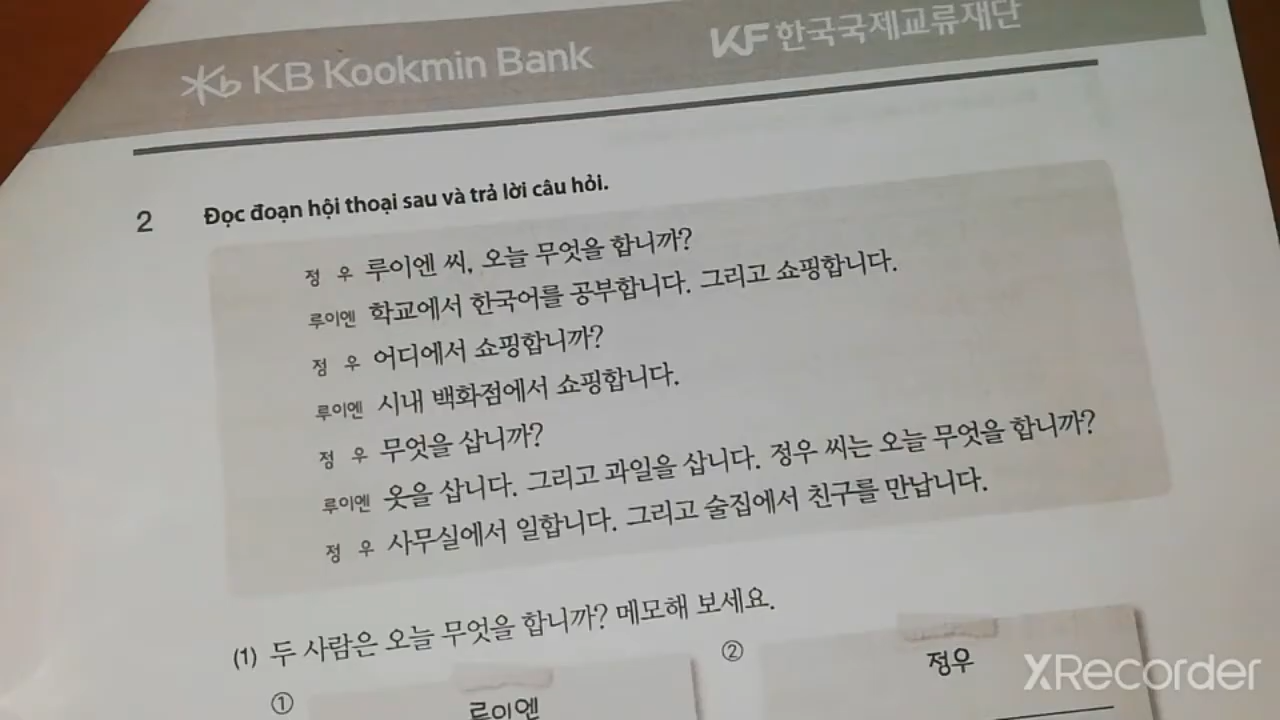 KB Kookmin Bank
KF 한국국제교류재단
2 Đọc đoạn hội thoại sau và trả lời câu hỏi.
정 우 루이엔 씨, 오늘 무엇을 합니까?
루이엔 학교에서 한국어를 공부합니다. 그리고 쇼핑합니다.
정 우 어디에서 쇼핑합니까?
루이엔 시내 백화점에서 쇼핑합니다.
정 우 무엇을 삽니까?
루이엔 옷을 삽니다. 그리고 과일을 삽니다. 정우 씨는 오늘 무엇을 합니까?
정 우 사무실에서 일합니다. 그리고 술집에서 친구를 만납니다.
(1) 두 사람은 오늘 무엇을 합니까? 메모해 보세요.
① 루이엔
② 정우
XRecorder